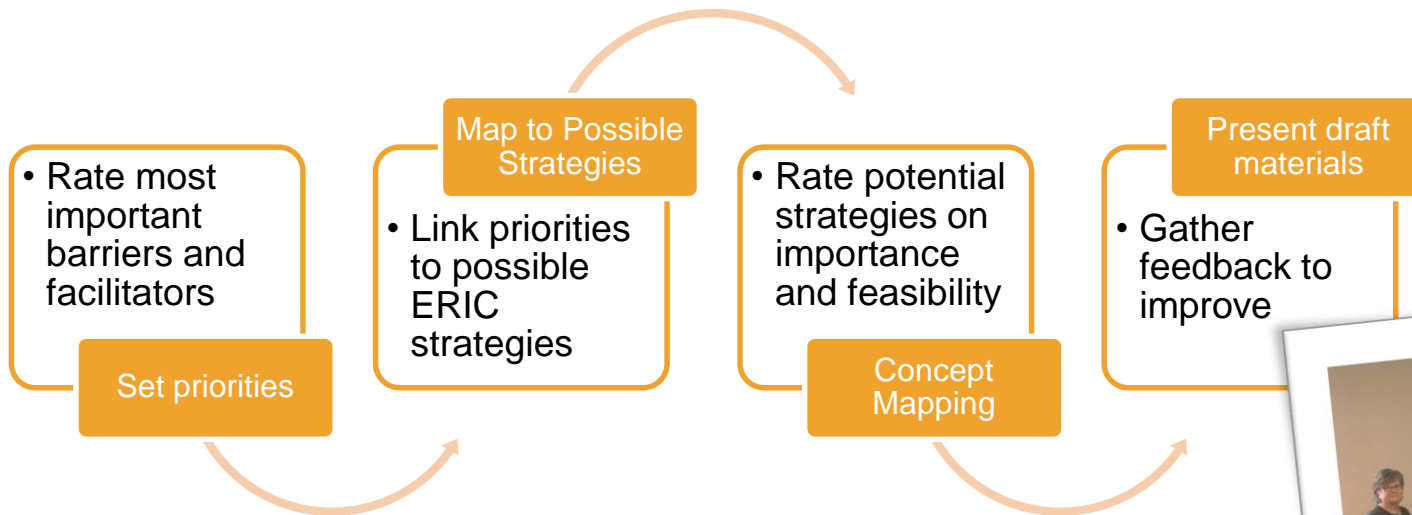 • Rate most
important
barriers and
facilitators
Set priorities
Map to Possible
Strategies
• Link priorities
to possible
ERIC
strategies
• Rate potential
strategies on
importance
and feasibility
Concept
Mapping
Present draft
materials
• Gather
feedback to
improve